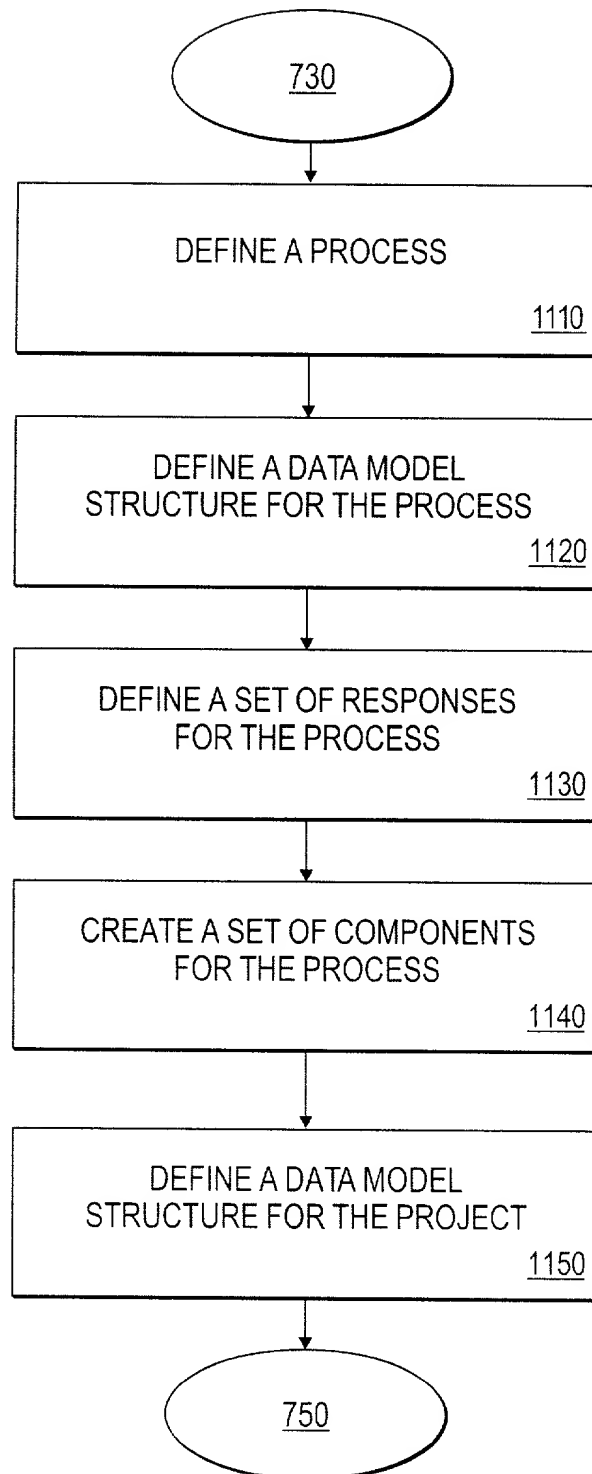 730
DEFINE A PROCESS
1110
DEFINE A DATA MODEL
STRUCTURE FOR THE PROCESS
1120
DEFINE A SET OF RESPONSES
FOR THE PROCESS
1130
CREATE A SET OF COMPONENTS
FOR THE PROCESS
1140
DEFINE A DATA MODEL
STRUCTURE FOR THE PROJECT
1150
750